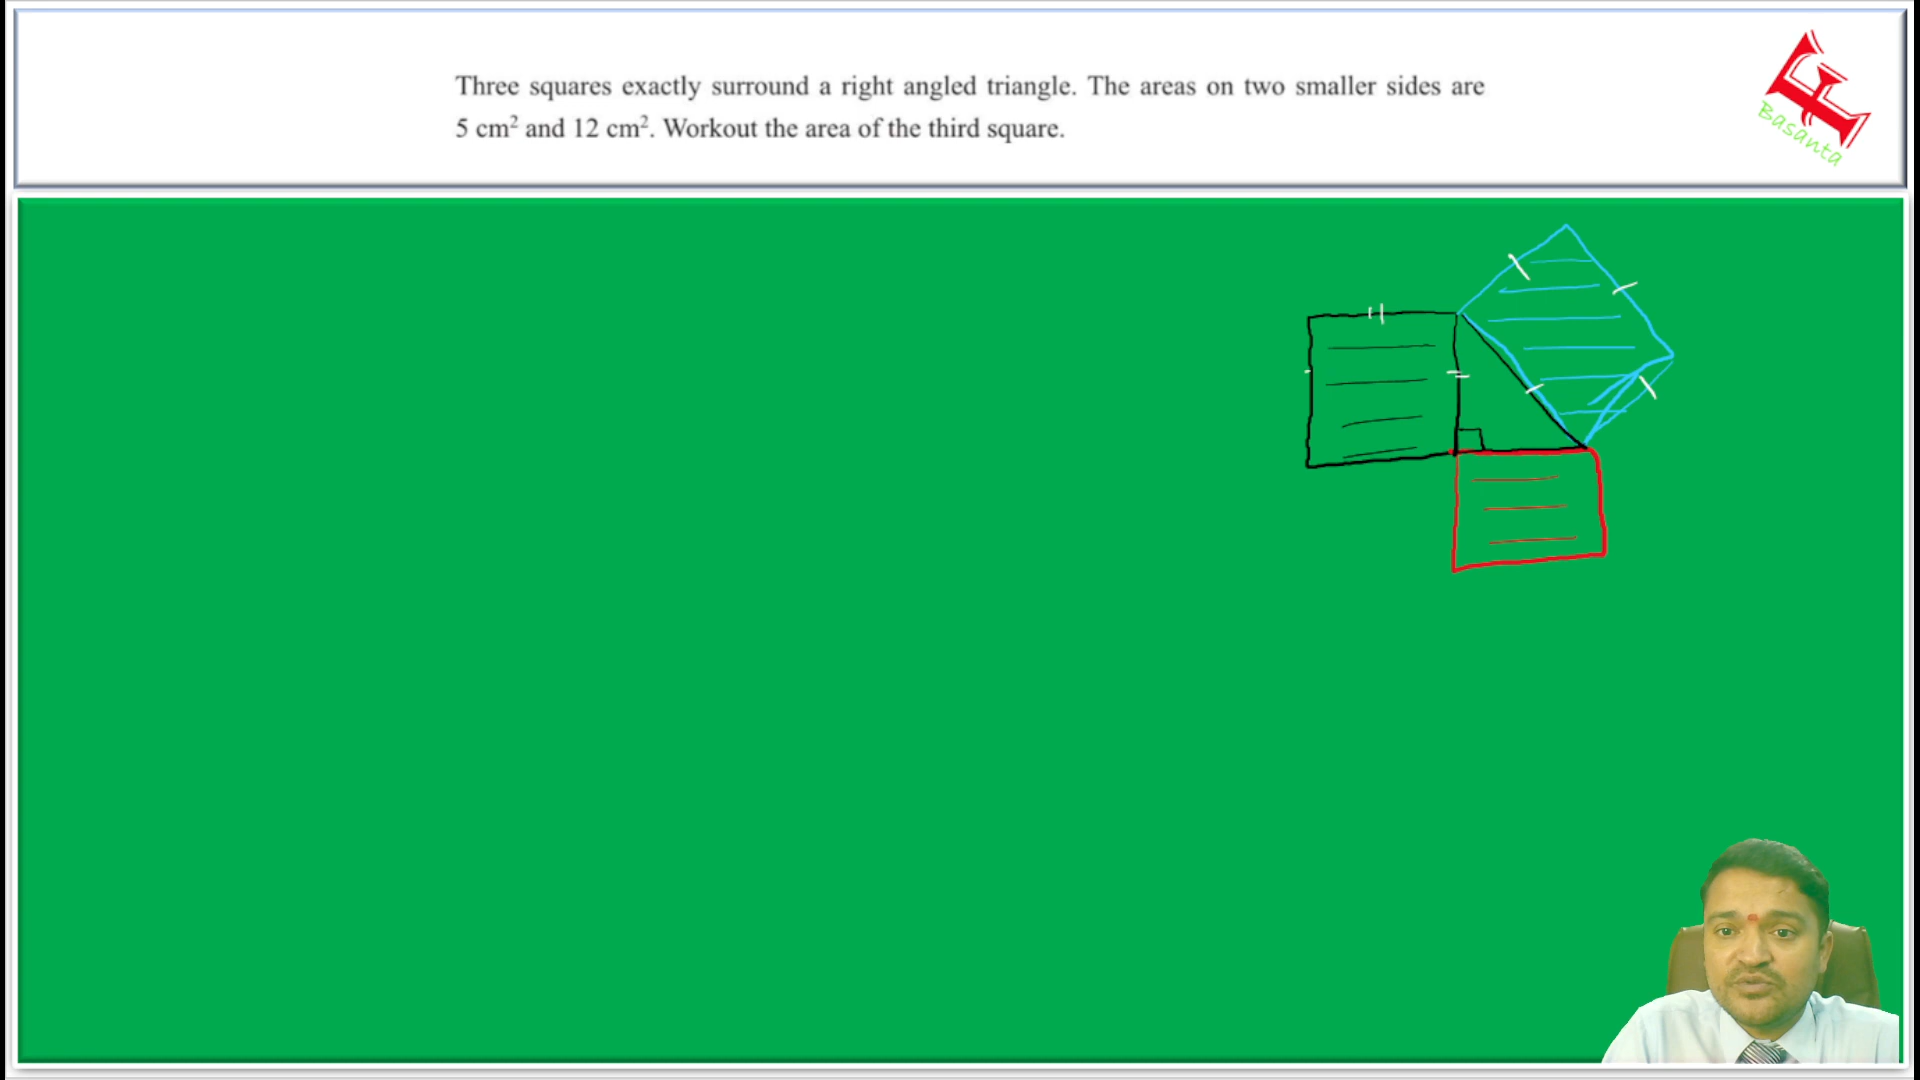 Three squares exactly surround a right angled triangle. The areas on two smaller sides are
5 cm² and 12 cm². Workout the area of the third square.
Basanta